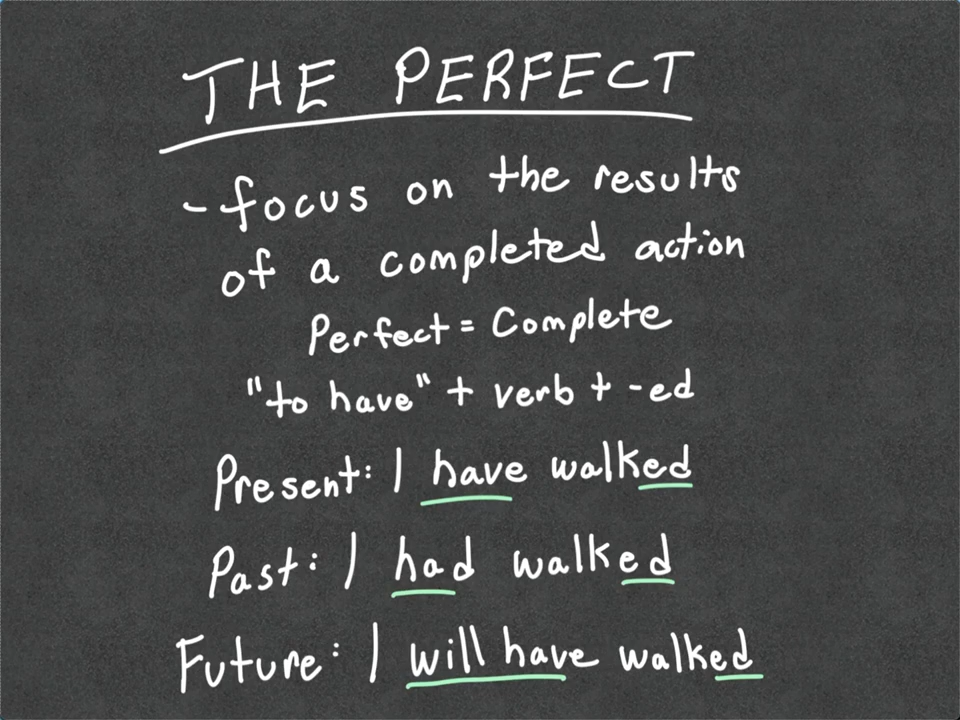 THE PERFECT
- focus on the results
of a completed action
Perfect = Complete
"to have" + verb + -ed
Present: I have walked
Past: I had walked
Future: I will have walked